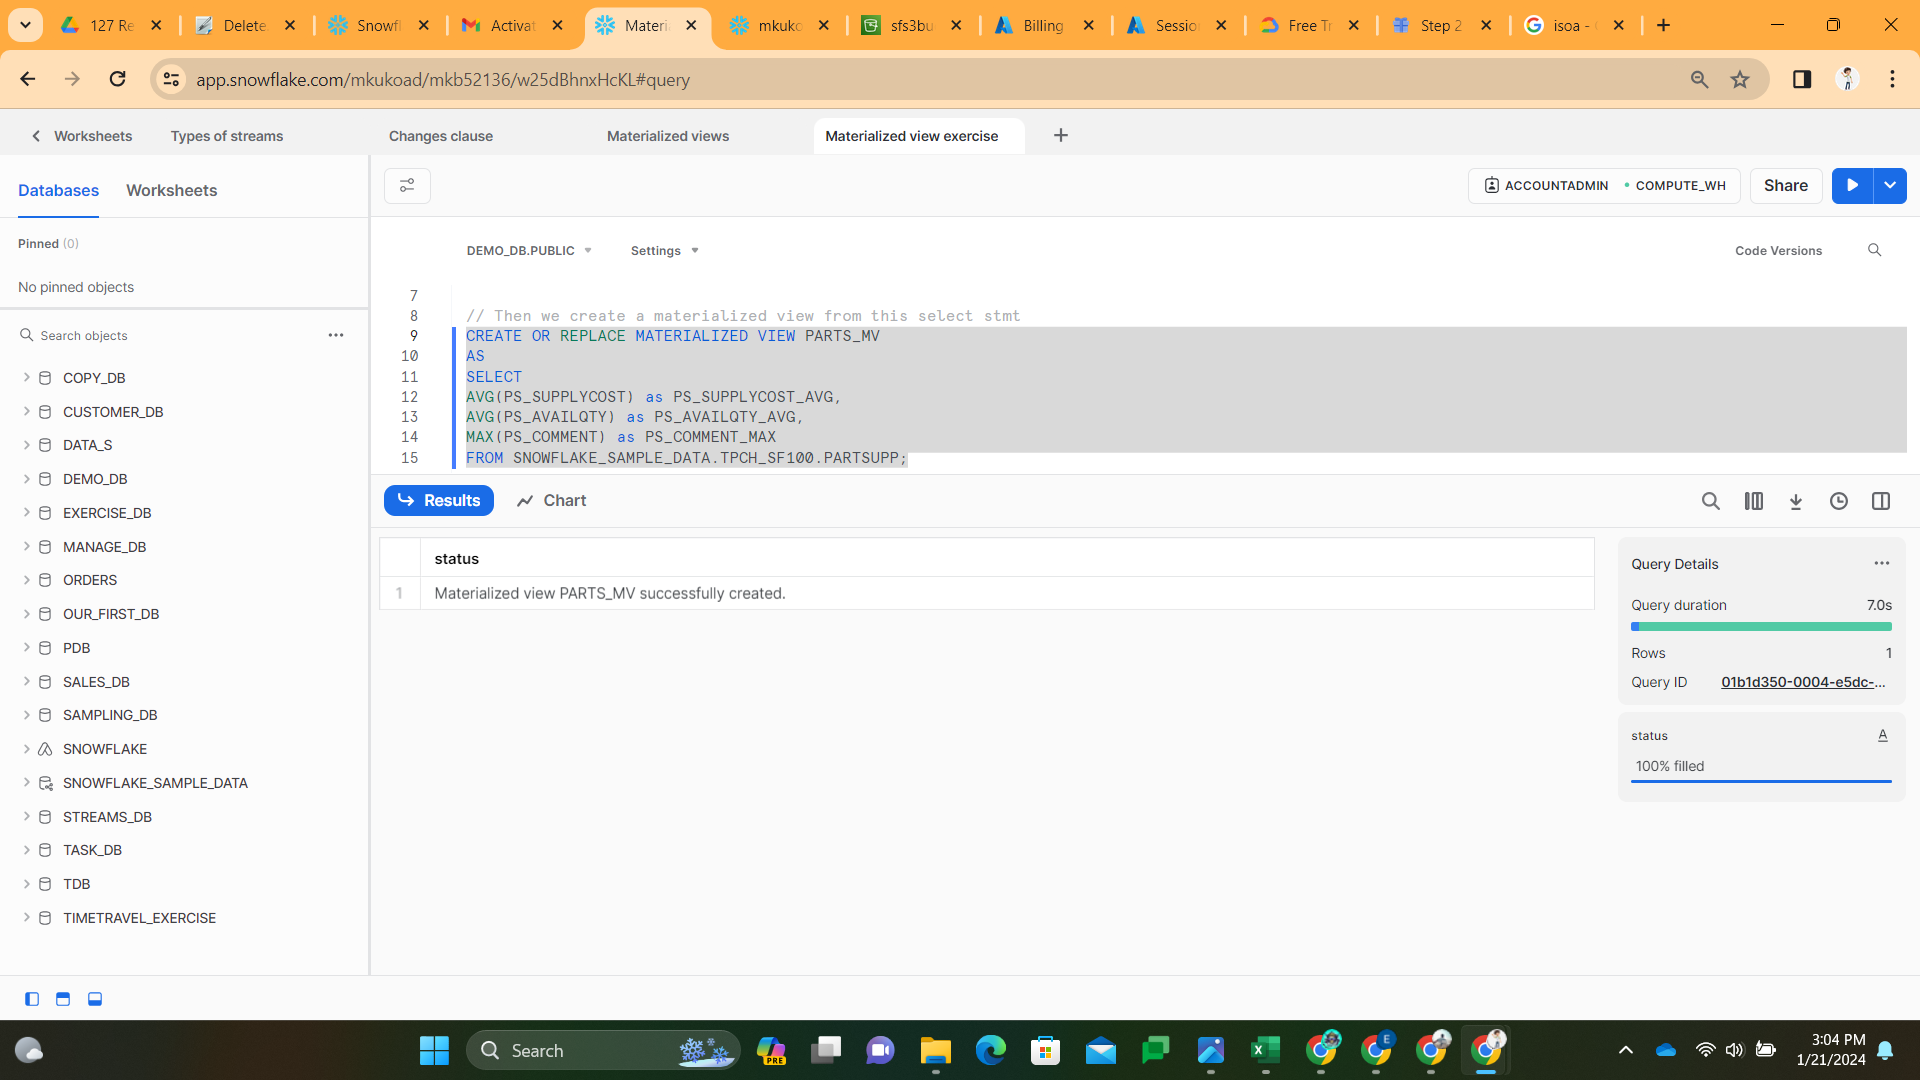 127 Re
Delete
Snowfl
Activat
Materi
mkuko
sfs3bu
Billing
Sessio
Free Tr
Step 2
isoa -
app.snowflake.com/mkukoad/mkb52136/w25dBhnxHcKL#query
Worksheets
Types of streams
Changes clause
Materialized views
Materialized view exercise
Databases
Worksheets
ACCOUNTADMIN
COMPUTE_WH
Share
Pinned (0)
No pinned objects
DEMO_DB.PUBLIC
Settings
Code Versions
Search objects
COPY_DB
CUSTOMER_DB
DATA_S
DEMO_DB
EXERCISE_DB
MANAGE_DB
ORDERS
OUR_FIRST_DB
PDB
SALES_DB
SAMPLING_DB
SNOWFLAKE
SNOWFLAKE_SAMPLE_DATA
STREAMS_DB
TASK_DB
TDB
TIMETRAVEL_EXERCISE
7
8 // Then we create a materialized view from this select stmt
9 CREATE OR REPLACE MATERIALIZED VIEW PARTS_MV
10 AS
11 SELECT
12 AVG(PS_SUPPLYCOST) as PS_SUPPLYCOST_AVG,
13 AVG(PS_AVAILQTY) as PS_AVAILQTY_AVG,
14 MAX(PS_COMMENT) as PS_COMMENT_MAX
15 FROM SNOWFLAKE_SAMPLE_DATA.TPCH_SF100.PARTSUPP;
Results
Chart
status
1 Materialized view PARTS_MV successfully created.
Query Details
Query duration 7.0s
Rows 1
Query ID 01b1d350-0004-e5dc-...
status A
100% filled
Search
PRE
E
3:04 PM
1/21/2024